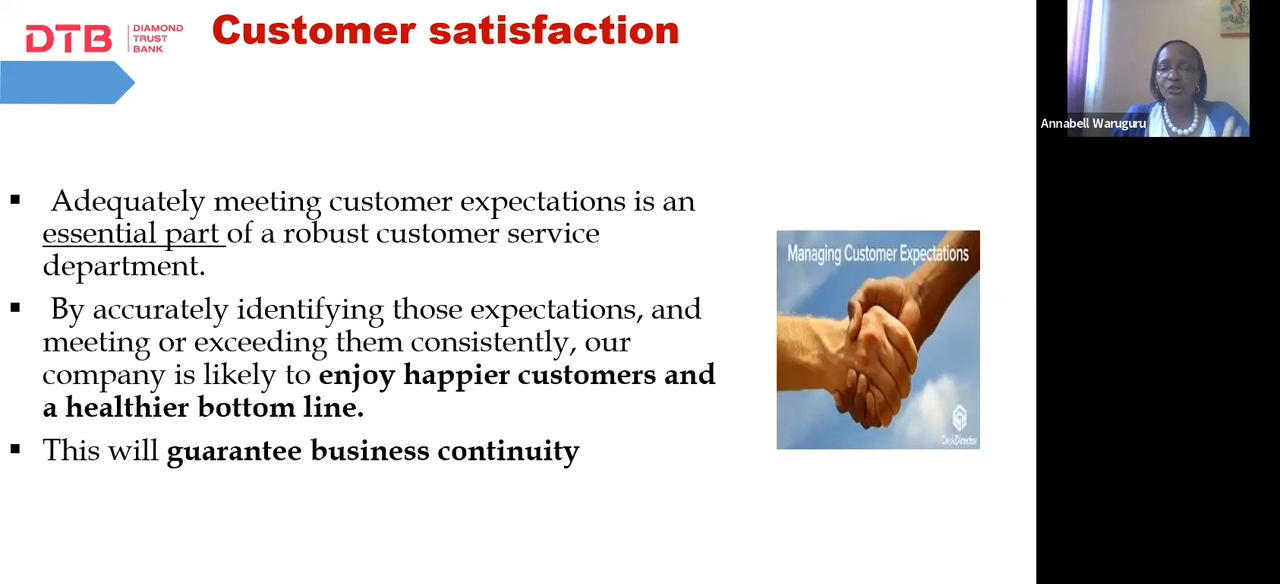 DTB
DIAMOND
TRUST
BANK
Customer satisfaction
Annabell Waruguru
▪ Adequately meeting customer expectations is an
essential part of a robust customer service
department.
▪ By accurately identifying those expectations, and
meeting or exceeding them consistently, our
company is likely to enjoy happier customers and
a healthier bottom line.
▪ This will guarantee business continuity
Managing Customer Expectations
DeskDirector